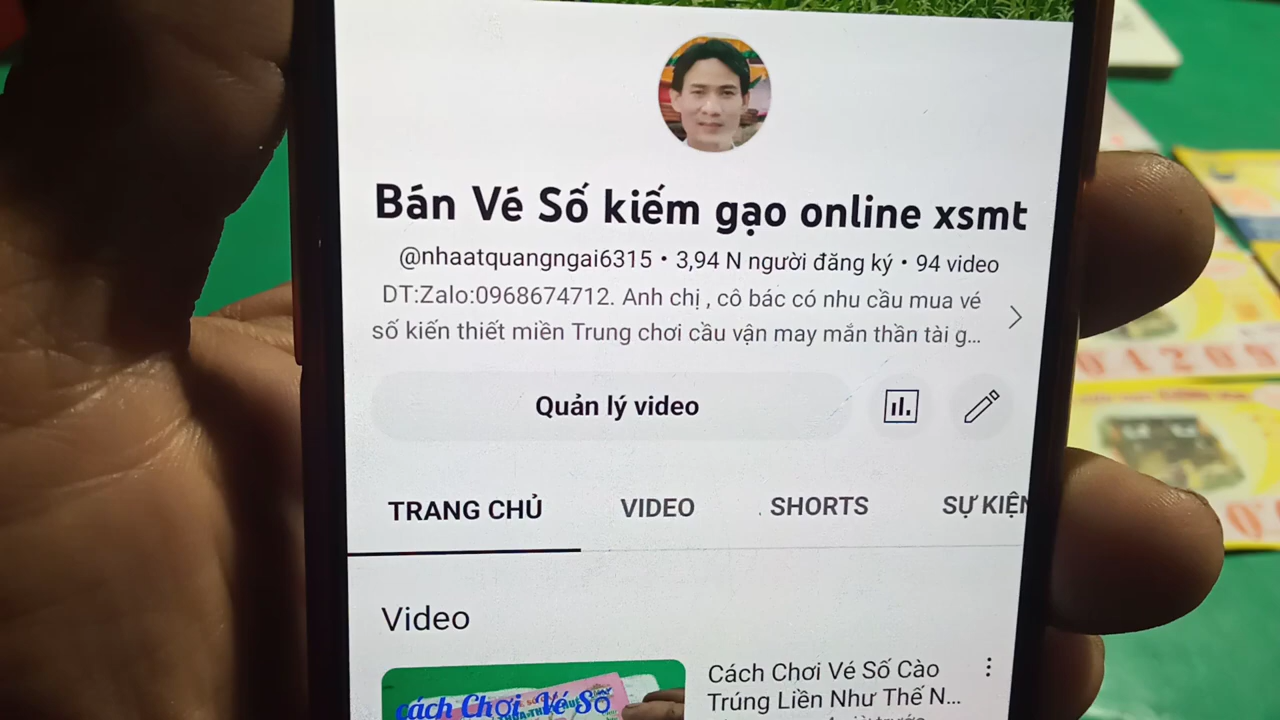 Bán Vé Số kiếm gạo online xsmt
@nhaatquangngai6315 • 3,94 N người đăng ký • 94 video
DT:Zalo:0968674712. Anh chị , cô bác có nhu cầu mua vé
số kiến thiết miền Trung chơi cầu vận may mắn thần tài g...
Quản lý video
TRANG CHỦ VIDEO SHORTS SỰ KIỆN
Video
Cách Chơi Vé Số Cào
Trúng Liền Như Thế N...
cách Chơi Vé Số